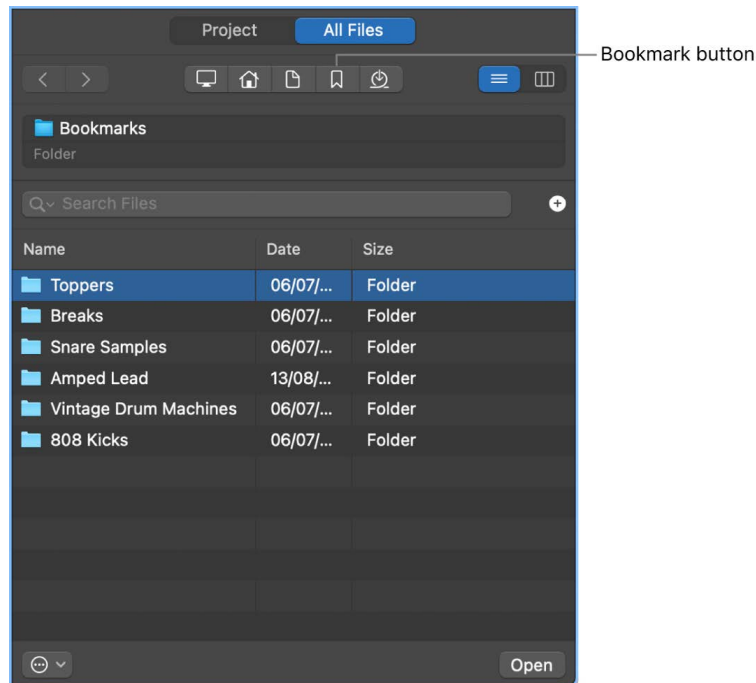 Project All Files
Bookmark button
Bookmarks
Folder
Search Files
Name Date Size
Toppers 06/07/... Folder
Breaks 06/07/... Folder
Snare Samples 06/07/... Folder
Amped Lead 13/08/... Folder
Vintage Drum Machines 06/07/... Folder
808 Kicks 06/07/... Folder
Open